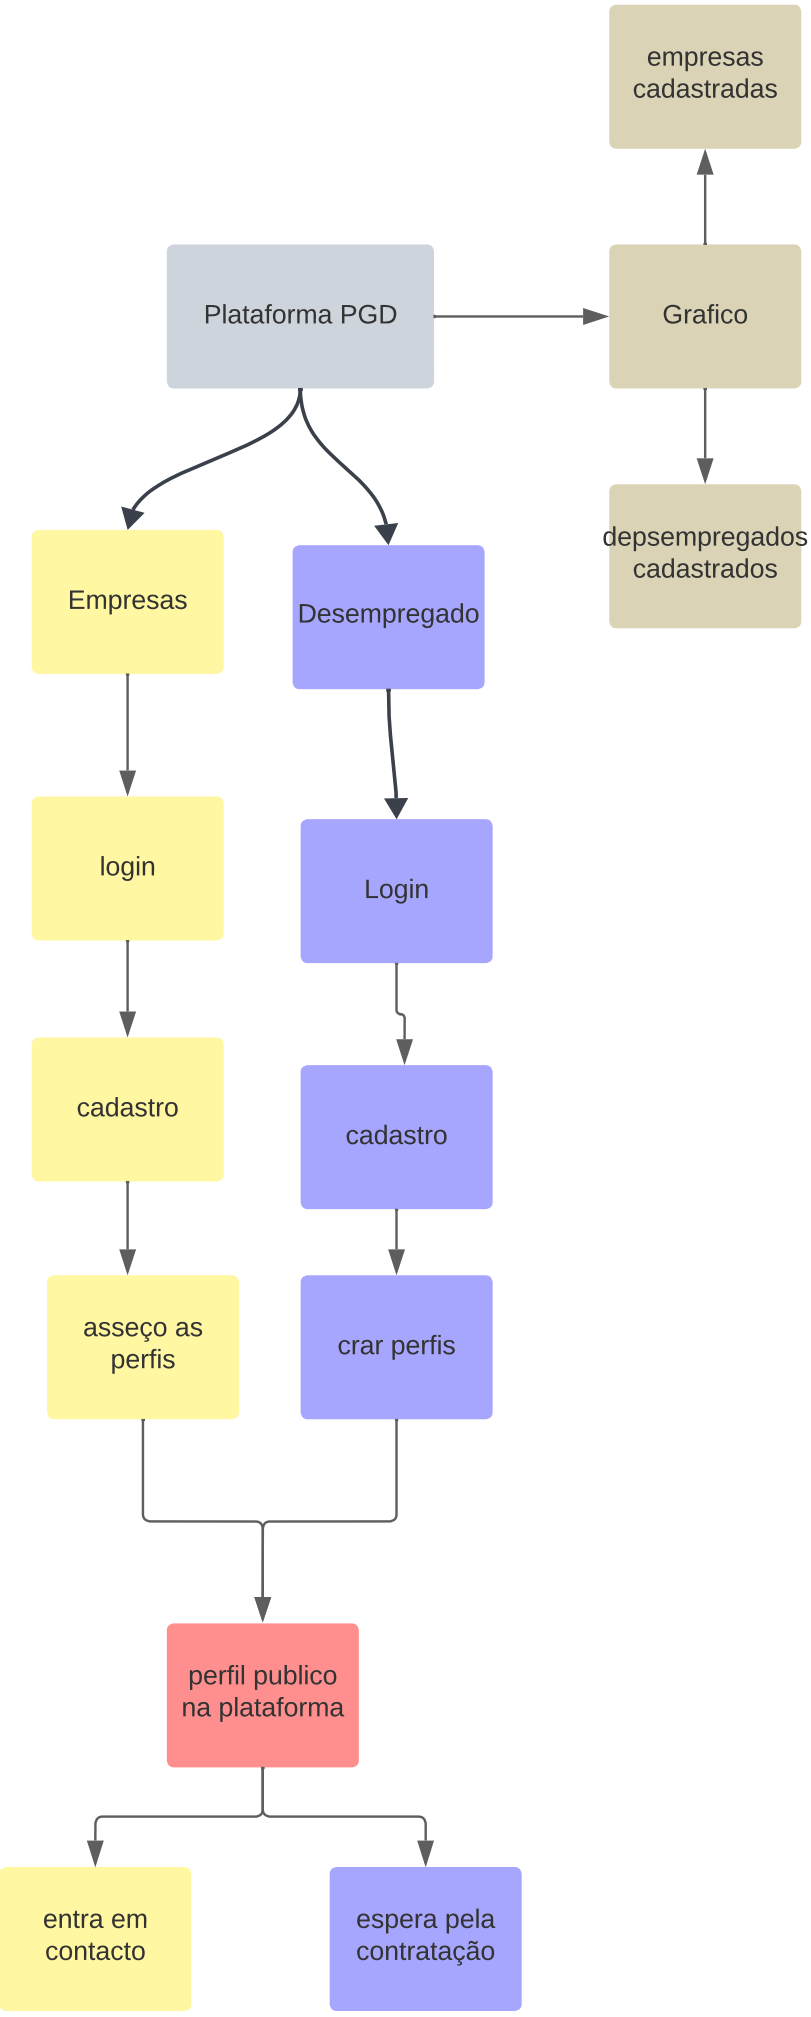 empresas
cadastradas
Plataforma PGD
Grafico
depsempregados
cadastrados
Empresas
Desempregado
login
Login
cadastro
cadastro
asseço as
perfis
crar perfis
perfil publico
na plataforma
entra em
contacto
espera pela
contratação